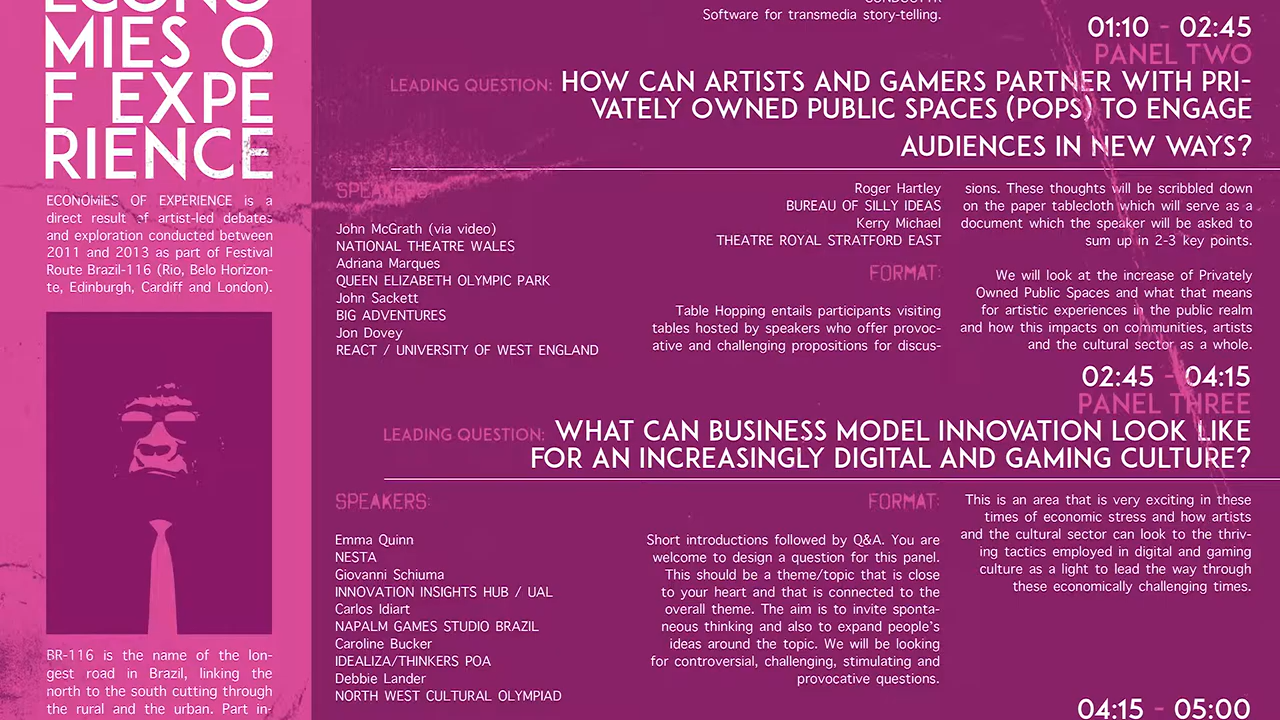 ECONO
MIES O
F EXPE
RIENCE
ECONOMIES OF EXPERIENCE is a
direct result of artist-led debates
and exploration conducted between
2011 and 2013 as part of Festival
Route Brazil-116 (Rio, Belo Horizon-
te, Edinburgh, Cardiff and London).
BR-116 is the name of the lon-
gest road in Brazil, linking the
north to the south cutting through
the rural and the urban. Part in-
Software for transmedia story-telling.
01:10 - 02:45
PANEL TWO
LEADING QUESTION: HOW CAN ARTISTS AND GAMERS PARTNER WITH PRI-
VATELY OWNED PUBLIC SPACES (POPS) TO ENGAGE
AUDIENCES IN NEW WAYS?
SPEAKERS:
John McGrath (via video)
NATIONAL THEATRE WALES
Adriana Marques
QUEEN ELIZABETH OLYMPIC PARK
John Sackett
BIG ADVENTURES
Jon Dovey
REACT / UNIVERSITY OF WEST ENGLAND
Roger Hartley
BUREAU OF SILLY IDEAS
Kerry Michael
THEATRE ROYAL STRATFORD EAST
FORMAT:
Table Hopping entails participants visiting
tables hosted by speakers who offer provoc-
ative and challenging propositions for discus-
sions. These thoughts will be scribbled down
on the paper tablecloth which will serve as a
document which the speaker will be asked to
sum up in 2-3 key points.
We will look at the increase of Privately
Owned Public Spaces and what that means
for artistic experiences in the public realm
and how this impacts on communities, artists
and the cultural sector as a whole.
02:45 - 04:15
PANEL THREE
LEADING QUESTION: WHAT CAN BUSINESS MODEL INNOVATION LOOK LIKE
FOR AN INCREASINGLY DIGITAL AND GAMING CULTURE?
SPEAKERS:
Emma Quinn
NESTA
Giovanni Schiuma
INNOVATION INSIGHTS HUB / UAL
Carlos Idiart
NAPALM GAMES STUDIO BRAZIL
Caroline Bucker
IDEALIZA/THINKERS POA
Debbie Lander
NORTH WEST CULTURAL OLYMPIAD
FORMAT:
Short introductions followed by Q&A. You are
welcome to design a question for this panel.
This should be a theme/topic that is close
to your heart and that is connected to the
overall theme. The aim is to invite sponta-
neous thinking and also to expand people's
ideas around the topic. We will be looking
for controversial, challenging, stimulating and
provocative questions.
This is an area that is very exciting in these
times of economic stress and how artists
and the cultural sector can look to the thriv-
ing tactics employed in digital and gaming
culture as a light to lead the way through
these economically challenging times.
04:15 - 05:00